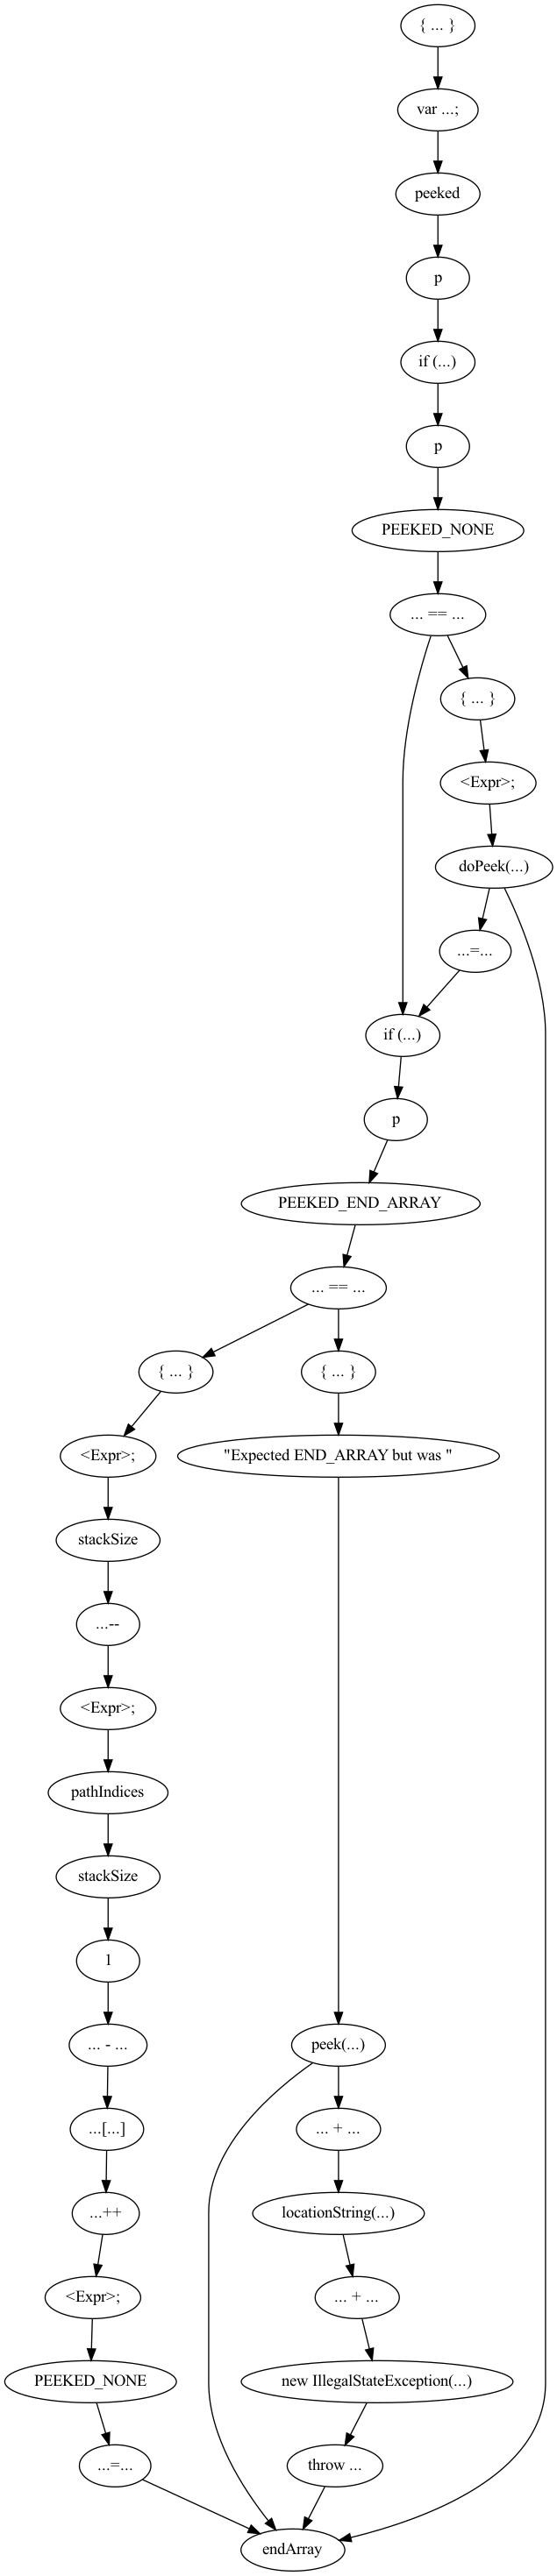 { ... }
var ...;
peeked
p
if (...)
p
PEEKED_NONE
... == ...
{ ... }
<Expr>;
doPeek(...)
...=...
if (...)
p
PEEKED_END_ARRAY
... == ...
{ ... }
{ ... }
<Expr>;
"Expected END_ARRAY but was "
stackSize
...--
<Expr>;
pathIndices
stackSize
1
... - ...
peek(...)
...[...]
... + ...
...++
locationString(...)
<Expr>;
... + ...
PEEKED_NONE
new IllegalStateException(...)
...=...
throw ...
endArray